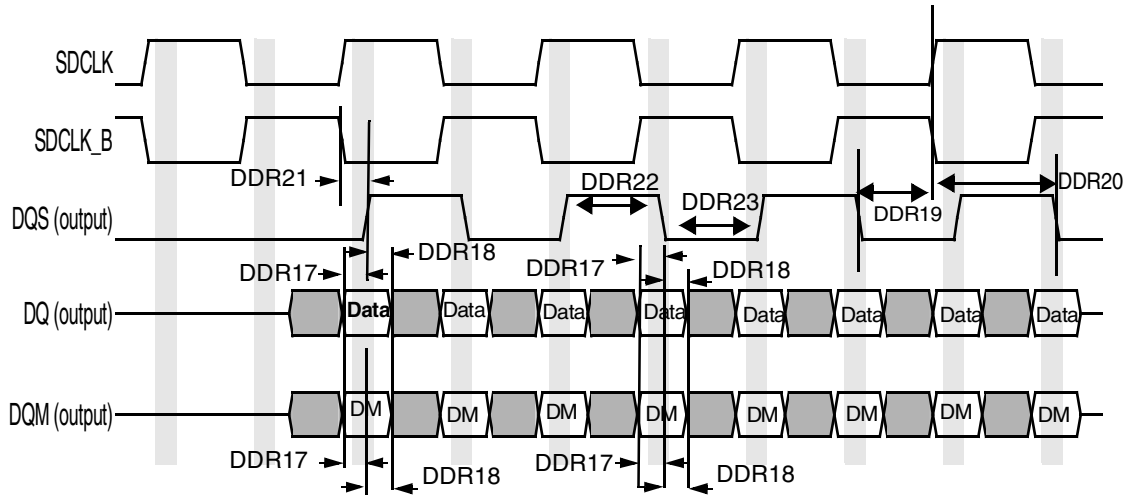 SDCLK
SDCLK_B
DDR21
DDR22
DDR20
DQS (output)
DDR23
DDR19
DDR18
DDR17
DDR17
DDR18
DQ (output)
Data Data Data Data Data Data Data Data
DQM (output)
DM DM DM DM DM DM DM DM
DDR17
DDR18
DDR17
DDR18